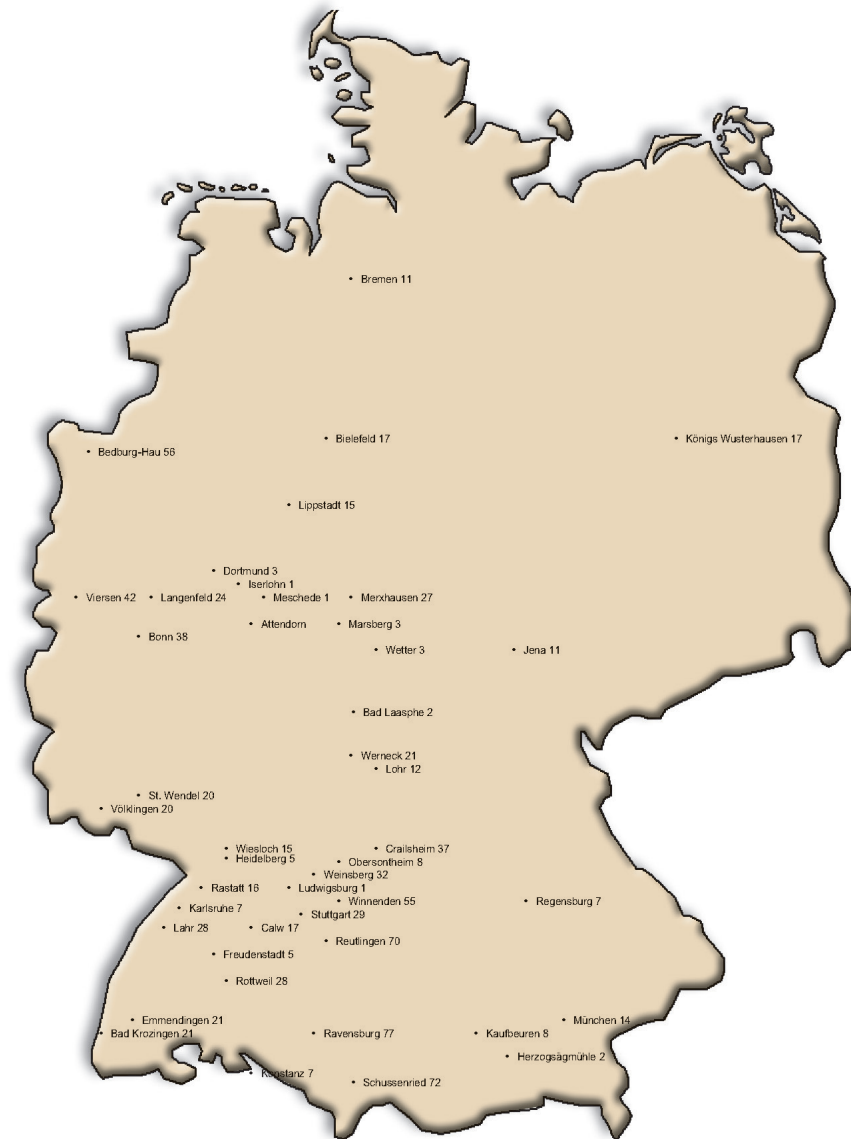 Bremen 11
Bielefeld 17
Königs Wusterhausen 17
Bedburg-Hau 56
Lippstadt 15
Dortmund 3
Iserlohn 1
Viersen 42
Langenfeld 24
Meschede 1
Merxhausen 27
Attendorn
Marsberg 3
Bonn 38
Wetter 3
Jena 11
Bad Laasphe 2
Werneck 21
Lohr 12
St. Wendel 20
Völklingen 20
Wiesloch 15
Crailsheim 37
Heidelberg 5
Obersontheim 8
Weinsberg 32
Rastatt 16
Ludwigsburg 1
Winnenden 55
Regensburg 7
Karlsruhe 7
Stuttgart 29
Lahr 28
Calw 17
Reutlingen 70
Freudenstadt 5
Rottweil 28
Emmendingen 21
München 14
Bad Krozingen 21
Ravensburg 77
Kaufbeuren 8
Herzogsägmühle 2
Konstanz 7
Schussenried 72